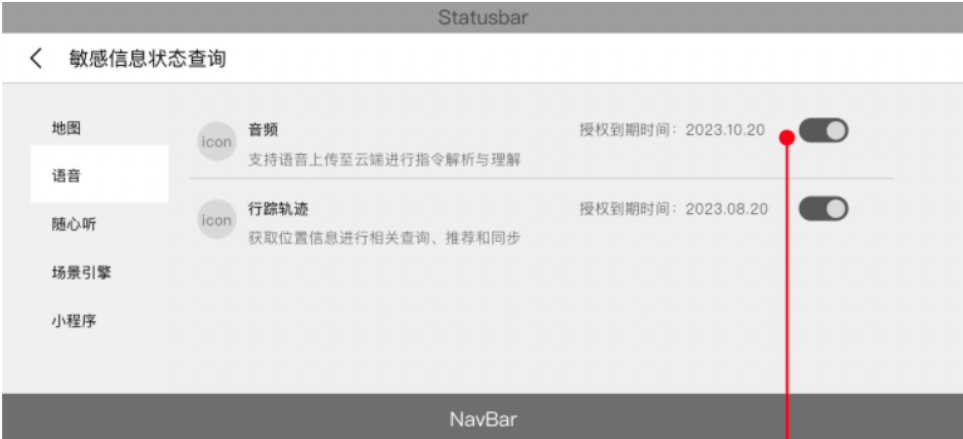 Statusbar
敏感信息状态查询
地图
语音
随心听
场景引擎
小程序
icon 音频 授权到期时间：2023.10.20
支持语音上传至云端进行指令解析与理解
icon 行踪轨迹 授权到期时间：2023.08.20
获取位置信息进行相关查询、推荐和同步
NavBar